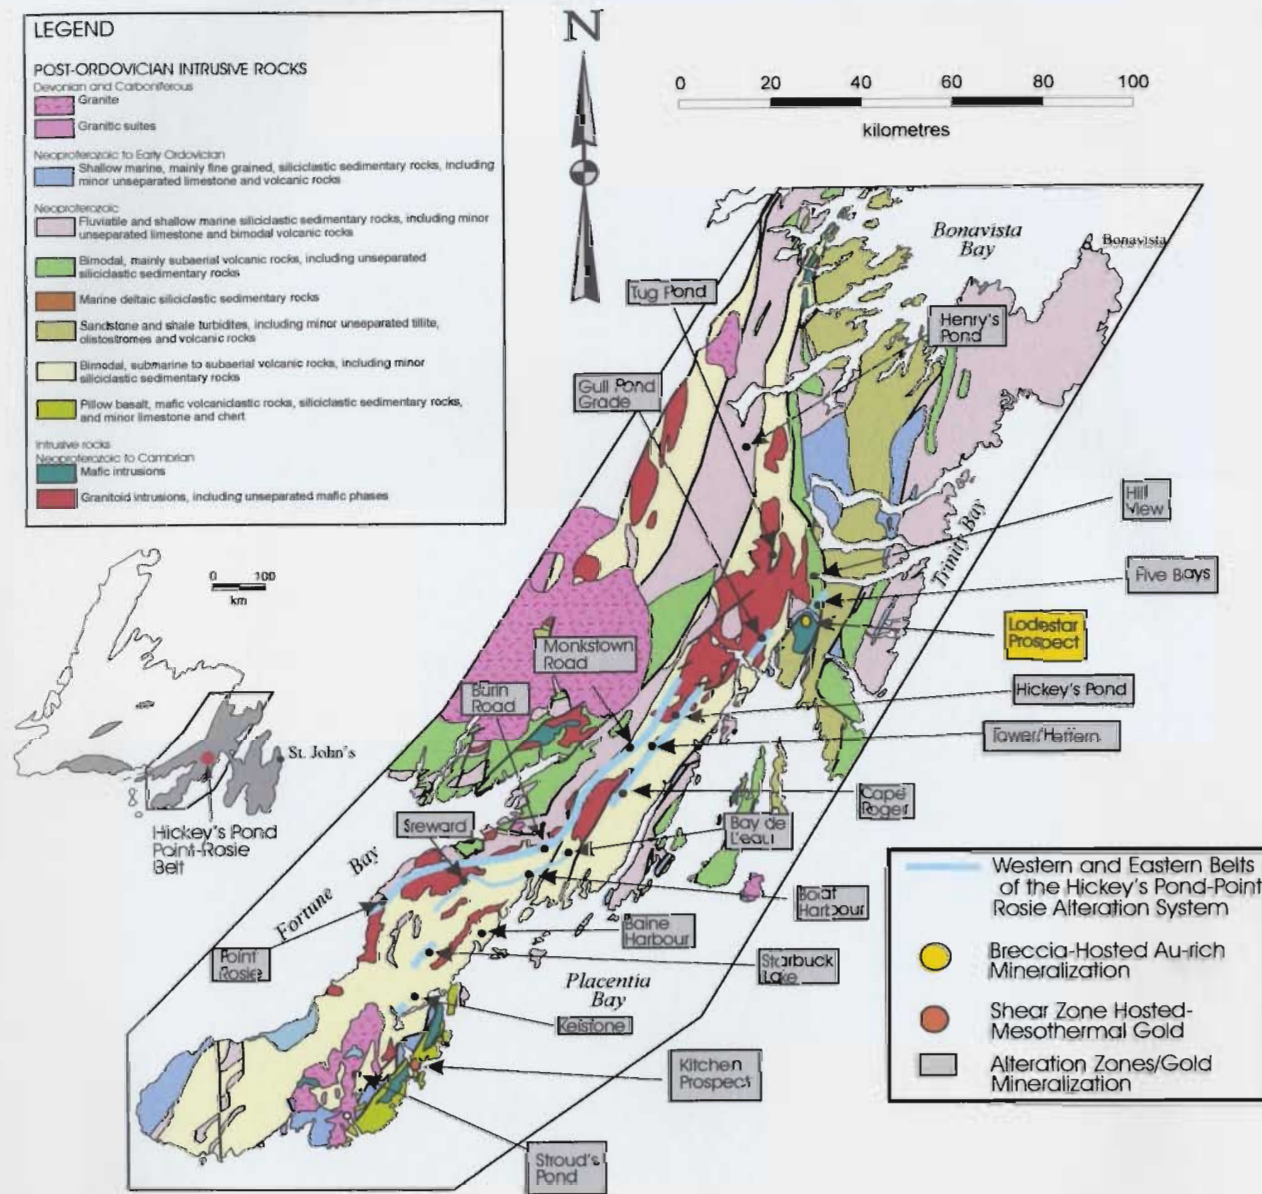 LEGEND
POST-ORDOVICIAN INTRUSIVE ROCKS
Devonian and Carboniferous
Granite
Granitic suites
Neoproterozoic to Early Ordovician
Shallow marine, mainly fine grained, siliciclastic sedimentary rocks, including
minor unseparated limestone and volcanic rocks
Neoproterozoic
Fluviatile and shallow marine siliciclastic sedimentary rocks, including minor
unseparated limestone and bimodal volcanic rocks
Bimodal, mainly subaerial volcanic rocks, including unseparated
siliciclastic sedimentary rocks
Marine deltaic siliciclastic sedimentary rocks
Sandstone and shale turbidites, including minor unseparated tillite,
olistostromes and volcanic rocks
Bimodal, submarine to subaerial volcanic rocks, including minor
siliciclastic sedimentary rocks
Pillow basalt, mafic volcaniclastic rocks, siliciclastic sedimentary rocks,
and minor limestone and chert
Intrusive rocks
Neoproterozoic to Cambrian
Mafic intrusions
Granitoid intrusions, including unseparated mafic phases
N
0 20 40 60 80 100
kilometres
Bonavista
Bay
Bonavista
Tug Pond
Henry's
Pond
Gull Pond
Grade
Hill
View
Trinity Bay
Five Bays
Lodestar
Prospect
Monkstown
Road
Burin
Road
Hickey's Pond
Tower/Heffern
Cape
Roger
Bay de
L'eau
Sreward
Boat
Harbour
Fortune Bay
Baine
Harbour
Point
Rosie
Starbuck
Lake
Placentia
Bay
Keistone
Kitchen
Prospect
Stroud's
Pond
0 100
km
St. John's
Hickey's Pond
Point-Rosie
Belt
Western and Eastern Belts
of the Hickey's Pond-Point
Rosie Alteration System
Breccia-Hosted Au-rich
Mineralization
Shear Zone Hosted-
Mesothermal Gold
Alteration Zones/Gold
Mineralization